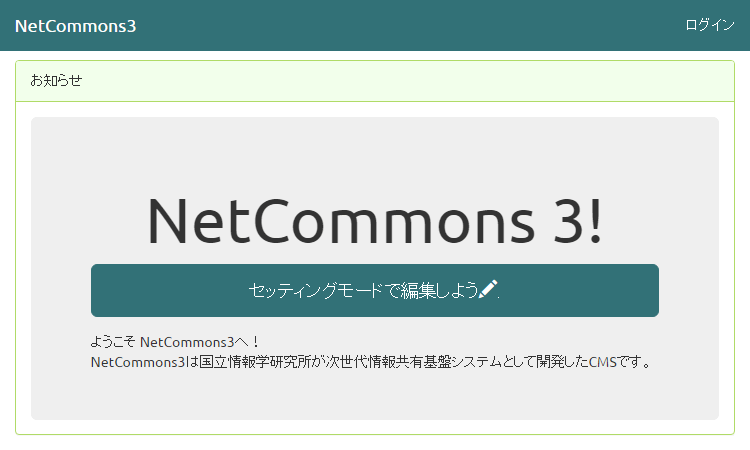 NetCommons3
ログイン
お知らせ
NetCommons 3!
セッティングモードで編集しよう.
ようこそ NetCommons3へ！
NetCommons3は国立情報学研究所が次世代情報共有基盤システムとして開発したCMSです。